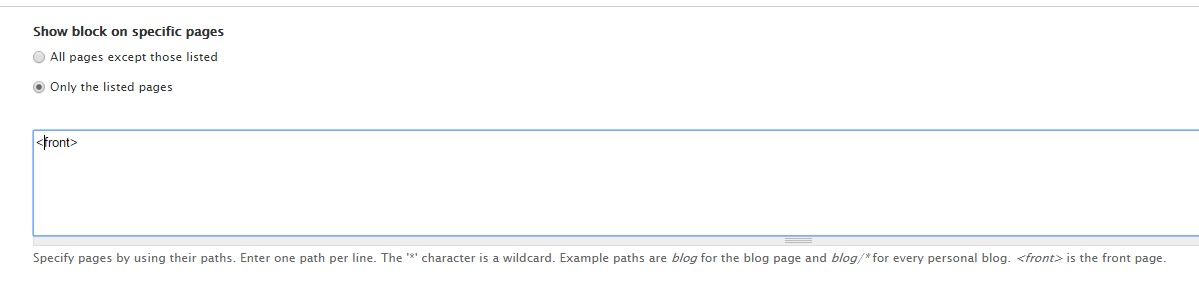 Show block on specific pages
All pages except those listed
Only the listed pages
<front>
Specify pages by using their paths. Enter one path per line. The '*' character is a wildcard. Example paths are blog for the blog page and blog/* for every personal blog. <front> is the front page.